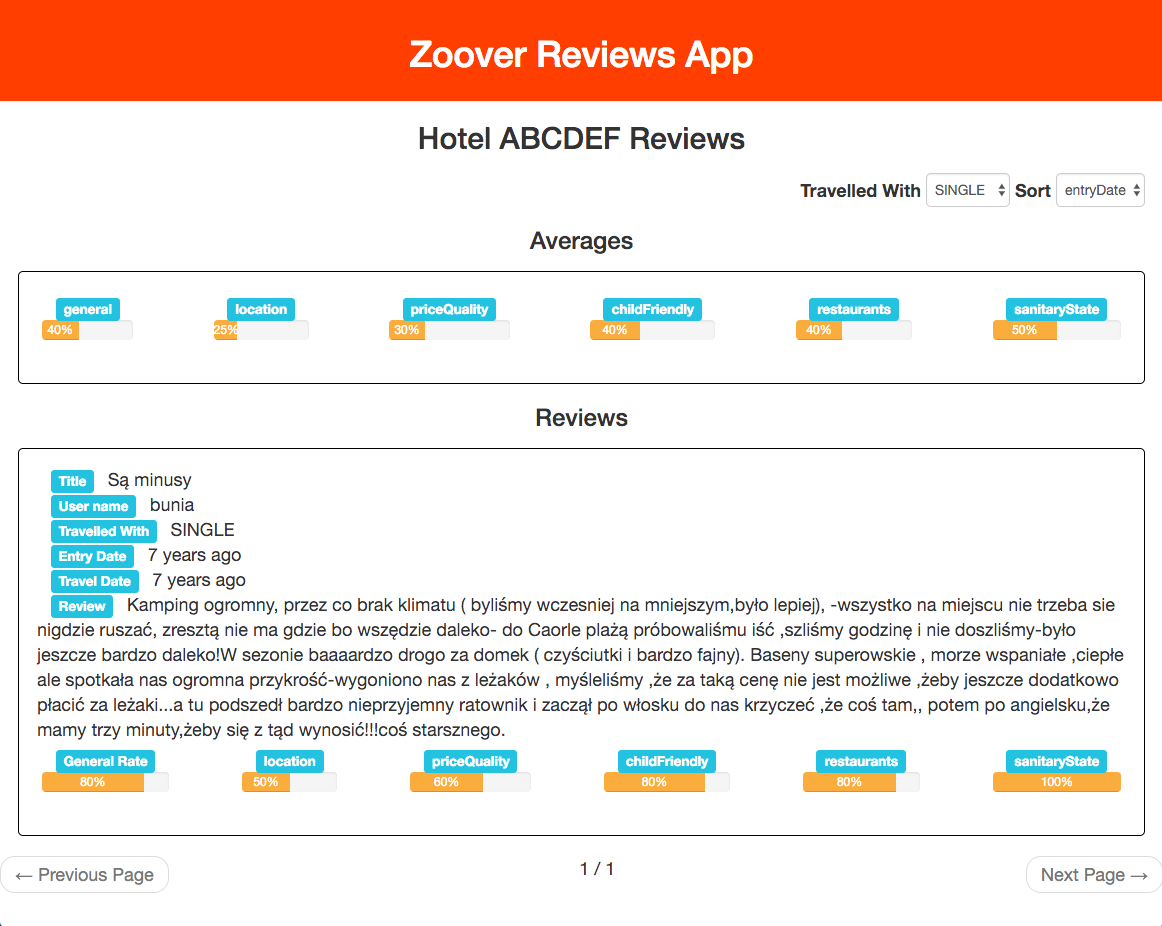 Zoover Reviews App
Hotel ABCDEF Reviews
Travelled With SINGLE Sort entryDate
Averages
general location priceQuality childFriendly restaurants sanitaryState
40% 25% 30% 40% 40% 50%
Reviews
Title Są minusy
User name bunia
Travelled With SINGLE
Entry Date 7 years ago
Travel Date 7 years ago
Review Kamping ogromny, przez co brak klimatu ( byliśmy wczesniej na mniejszym,było lepiej), -wszystko na miejscu nie trzeba sie
nigdzie ruszać, zresztą nie ma gdzie bo wszędzie daleko- do Caorle plażą próbowaliśmu iść ,szliśmy godzinę i nie doszliśmy-było
jeszcze bardzo daleko!W sezonie baaaardzo drogo za domek ( czyściutki i bardzo fajny). Baseny superowskie , morze wspaniałe ,ciepłe
ale spotkała nas ogromna przykrość-wygoniono nas z leżaków , myśleliśmy ,że za taką cenę nie jest możliwe ,żeby jeszcze dodatkowo
płacić za leżaki...a tu podszedł bardzo nieprzyjemny ratownik i zaczął po włosku do nas krzyczeć ,że coś tam,, potem po angielsku,że
mamy trzy minuty,żeby się z tąd wynosić!!!coś starsznego.
General Rate location priceQuality childFriendly restaurants sanitaryState
80% 50% 60% 80% 80% 100%
← Previous Page 1 / 1 Next Page →